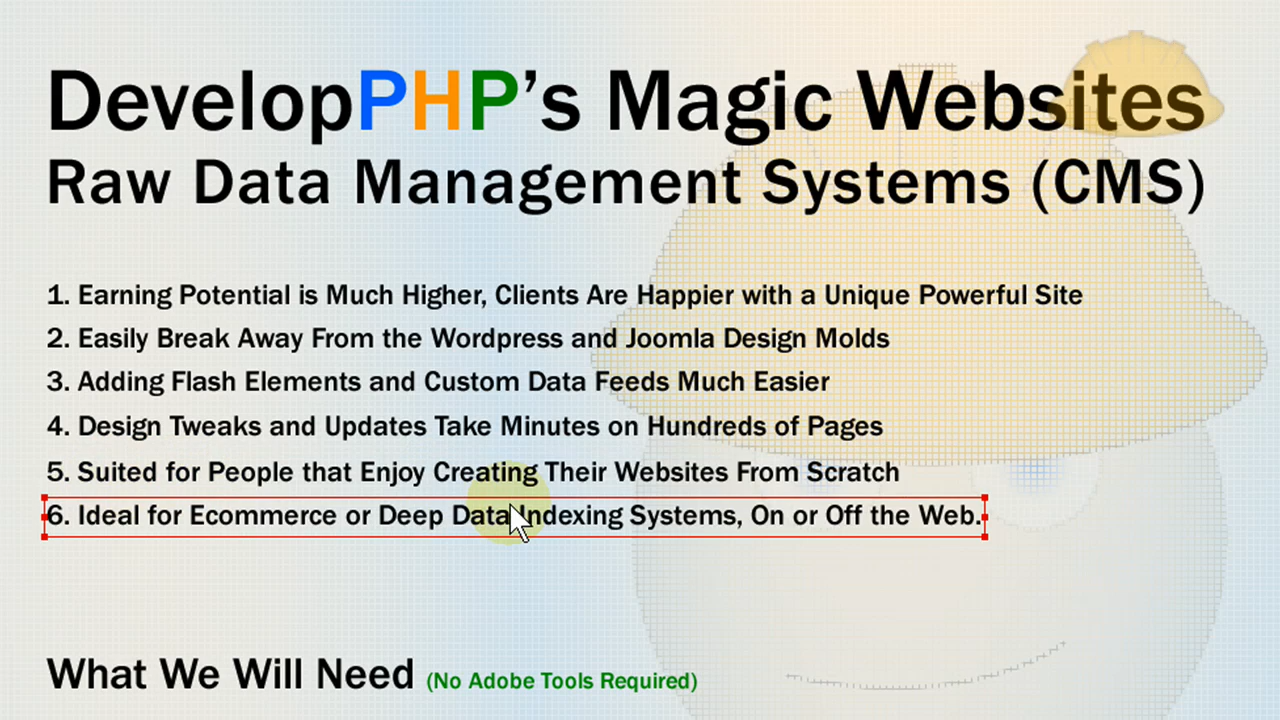 DevelopPHP's Magic Websites
Raw Data Management Systems (CMS)
1. Earning Potential is Much Higher, Clients Are Happier with a Unique Powerful Site
2. Easily Break Away From the Wordpress and Joomla Design Molds
3. Adding Flash Elements and Custom Data Feeds Much Easier
4. Design Tweaks and Updates Take Minutes on Hundreds of Pages
5. Suited for People that Enjoy Creating Their Websites From Scratch
6. Ideal for Ecommerce or Deep Data Indexing Systems, On or Off the Web.
What We Will Need (No Adobe Tools Required)